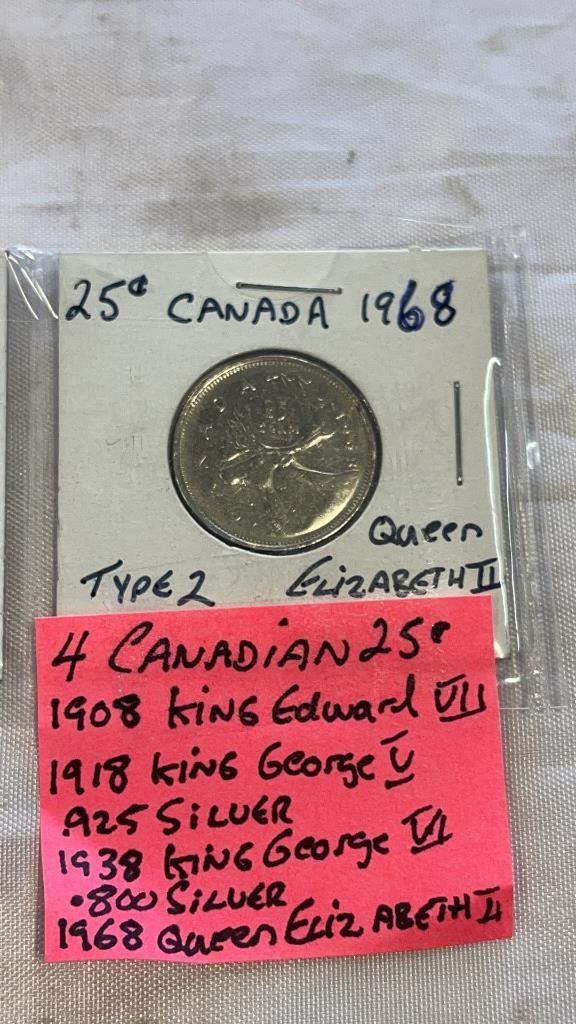 25¢ CANADA 1968
TYPE 2
Queen
ELIZABETH II
4 CANADIAN 25¢
1908 KING Edward VII
1918 KING George V
.925 SILVER
1938 KING George VI
.800 SILVER
1968 Queen ELIZABETH II